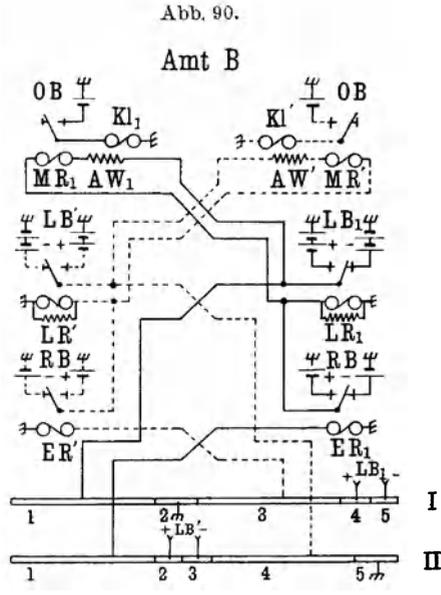 Abb. 90.
Amt B
OB Kl₁ Kl′ OB
MR₁ AW₁ AW′ MR′
LB′ LB₁
- + - + 
LR′ LR₁
RB RB
- + - +
ER′ ER₁
+LB₁-
1 2 3 4 5 I
+LB′-
1 2 3 4 5 II